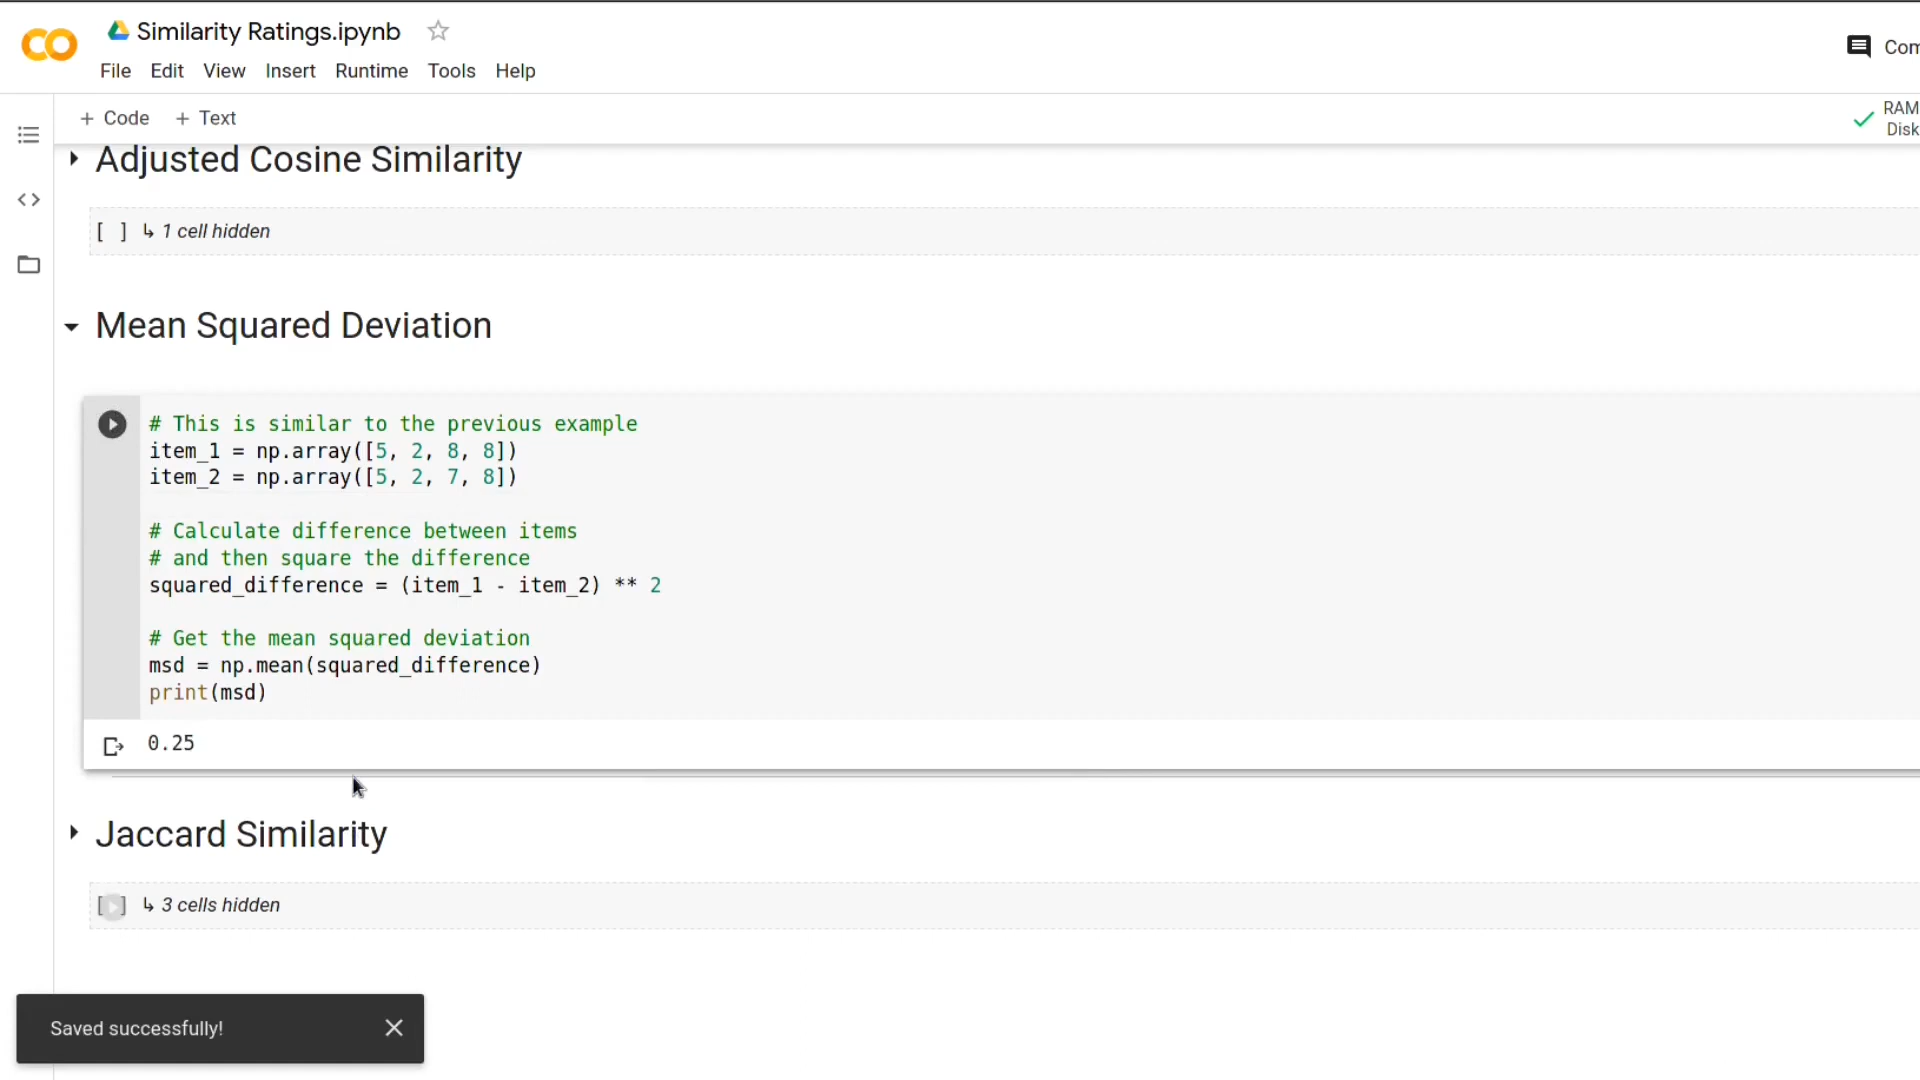 Similarity Ratings.ipynb
File Edit View Insert Runtime Tools Help
+ Code + Text
RAM
Disk
Adjusted Cosine Similarity
[ ] ↳ 1 cell hidden
Mean Squared Deviation
# This is similar to the previous example
item_1 = np.array([5, 2, 8, 8])
item_2 = np.array([5, 2, 7, 8])
# Calculate difference between items
# and then square the difference
squared_difference = (item_1 - item_2) ** 2
# Get the mean squared deviation
msd = np.mean(squared_difference)
print(msd)
0.25
Jaccard Similarity
[ ] ↳ 3 cells hidden
Saved successfully!